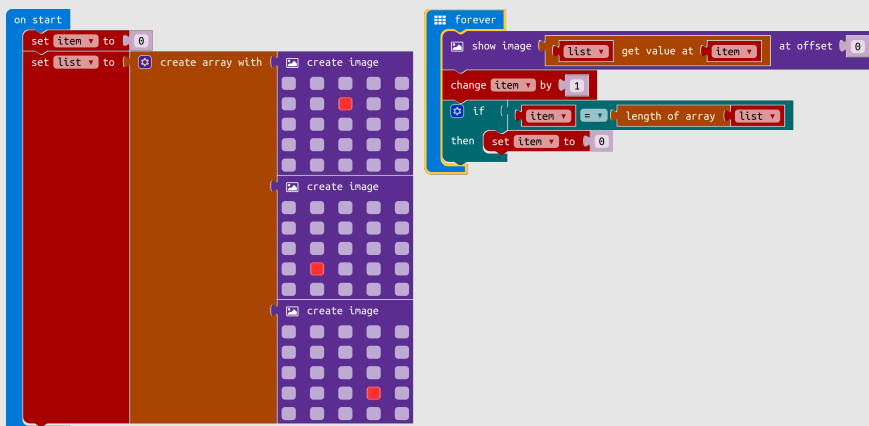 on start
set item ▾ to 0
set list ▾ to create array with create image
create image
create image
forever
show image list ▾ get value at item ▾ at offset 0
change item ▾ by 1
if item ▾ = ▾ length of array list ▾
then set item ▾ to 0